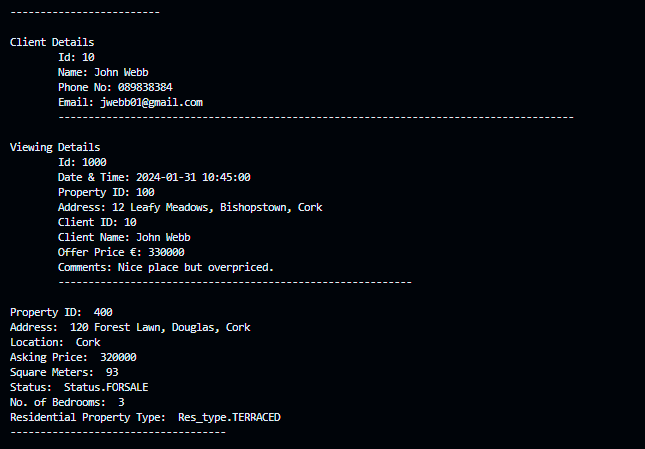 -------------------------
Client Details
Id: 10
Name: John Webb
Phone No: 089838384
Email: jwebb01@gmail.com
--------------------------------------------------------------------------------------
Viewing Details
Id: 1000
Date & Time: 2024-01-31 10:45:00
Property ID: 100
Address: 12 Leafy Meadows, Bishopstown, Cork
Client ID: 10
Client Name: John Webb
Offer Price €: 330000
Comments: Nice place but overpriced.
-----------------------------------------------------------
Property ID:  400
Address:  120 Forest Lawn, Douglas, Cork
Location:  Cork
Asking Price:  320000
Square Meters:  93
Status:  Status.FORSALE
No. of Bedrooms:  3
Residential Property Type:  Res_type.TERRACED
------------------------------------